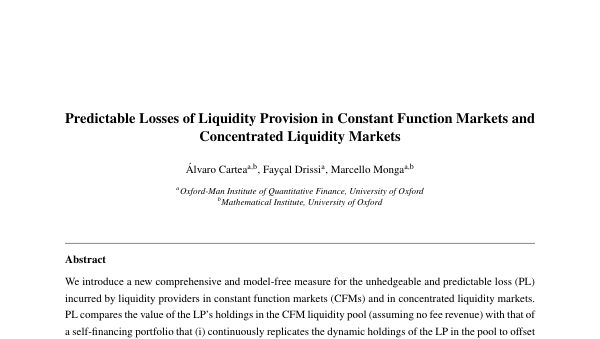 Predictable Losses of Liquidity Provision in Constant Function Markets and
Concentrated Liquidity Markets
Álvaro Carteaa,b, Fayçal Drissia, Marcello Mongaa,b
aOxford-Man Institute of Quantitative Finance, University of Oxford
bMathematical Institute, University of Oxford
Abstract
We introduce a new comprehensive and model-free measure for the unhedgeable and predictable loss (PL)
incurred by liquidity providers in constant function markets (CFMs) and in concentrated liquidity markets.
PL compares the value of the LP's holdings in the CFM liquidity pool (assuming no fee revenue) with that of
a self-financing portfolio that (i) continuously replicates the dynamic holdings of the LP in the pool to offset